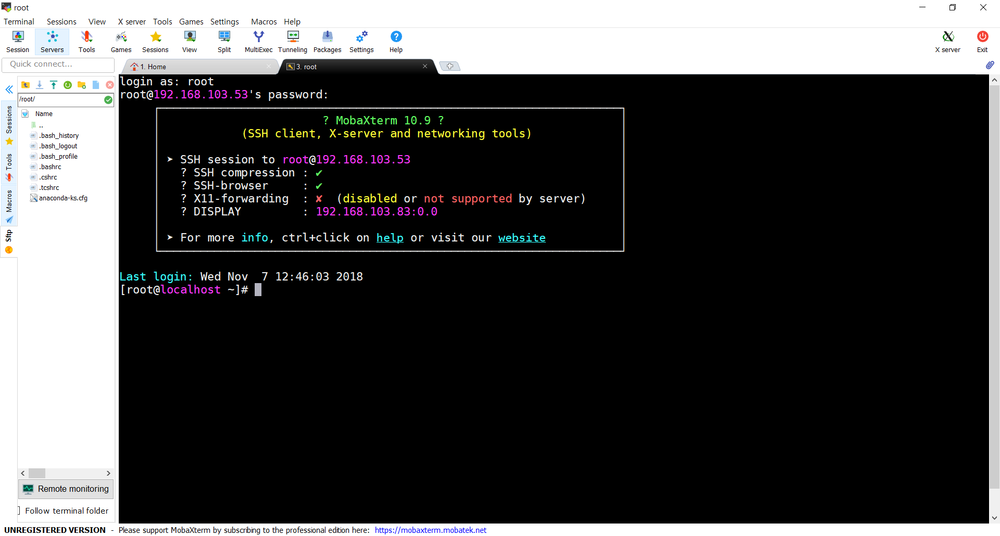 root
Terminal Sessions View X server Tools Games Settings Macros Help
Session Servers Tools Games Sessions View Split MultiExec Tunneling Packages Settings Help X server Exit
Quick connect...
1. Home
3. root
/root/
Name
..
.bash_history
.bash_logout
.bash_profile
.bashrc
.cshrc
.tcshrc
anaconda-ks.cfg
Sessions
Tools
Macros
Sftp
Remote monitoring
Follow terminal folder
login as: root
root@192.168.103.53's password:
? MobaXterm 10.9 ?
(SSH client, X-server and networking tools)
➤ SSH session to root@192.168.103.53
? SSH compression : ✔
? SSH-browser : ✔
? X11-forwarding : ✘ (disabled or not supported by server)
? DISPLAY : 192.168.103.83:0.0
➤ For more info, ctrl+click on help or visit our website
Last login: Wed Nov  7 12:46:03 2018
[root@localhost ~]#
UNREGISTERED VERSION - Please support MobaXterm by subscribing to the professional edition here: https://mobaxterm.mobatek.net